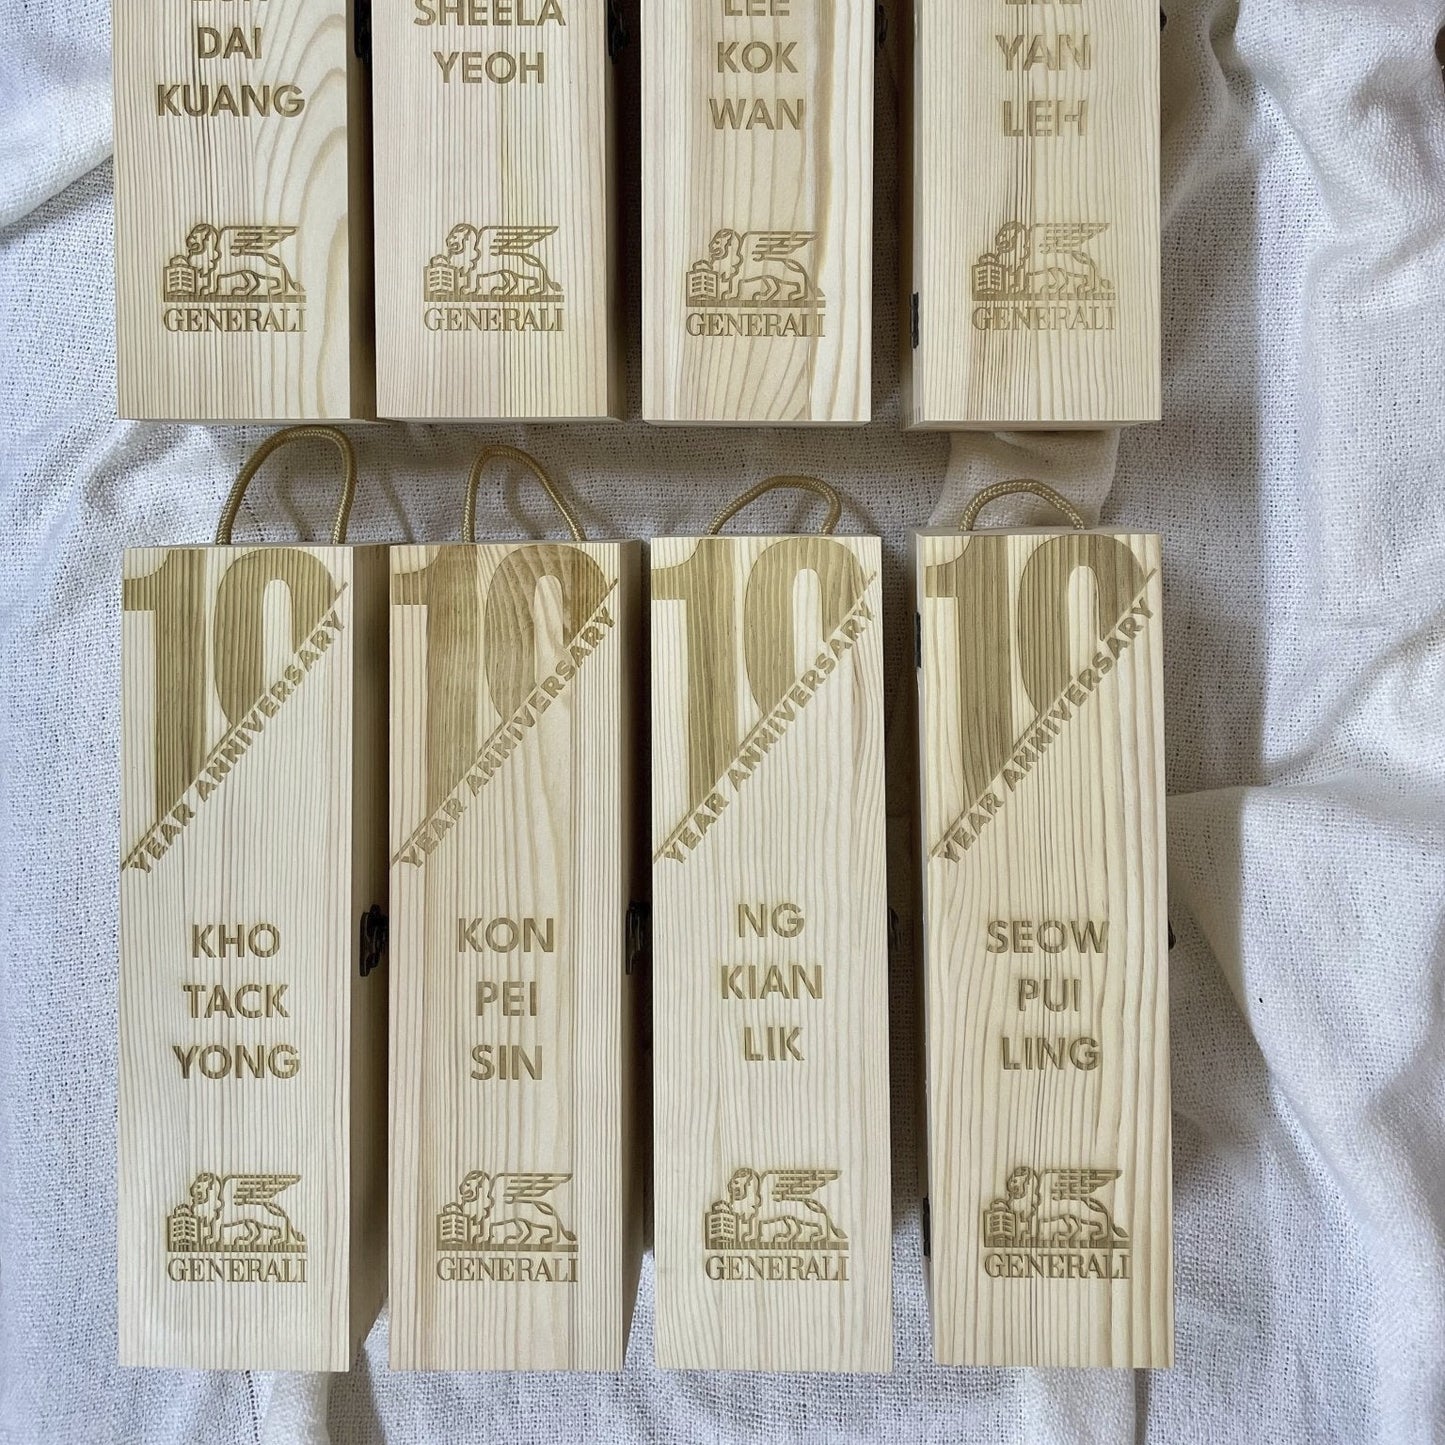 DAI
KUANG
GENERALI
SHEELA
YEOH
GENERALI
LEE
KOK
WAN
GENERALI
YAN
LEH
GENERALI
10
YEAR ANNIVERSARY
KHO
TACK
YONG
GENERALI
10
YEAR ANNIVERSARY
KON
PEI
SIN
GENERALI
10
YEAR ANNIVERSARY
NG
KIAN
LIK
GENERALI
10
YEAR ANNIVERSARY
SEOW
PUI
LING
GENERALI